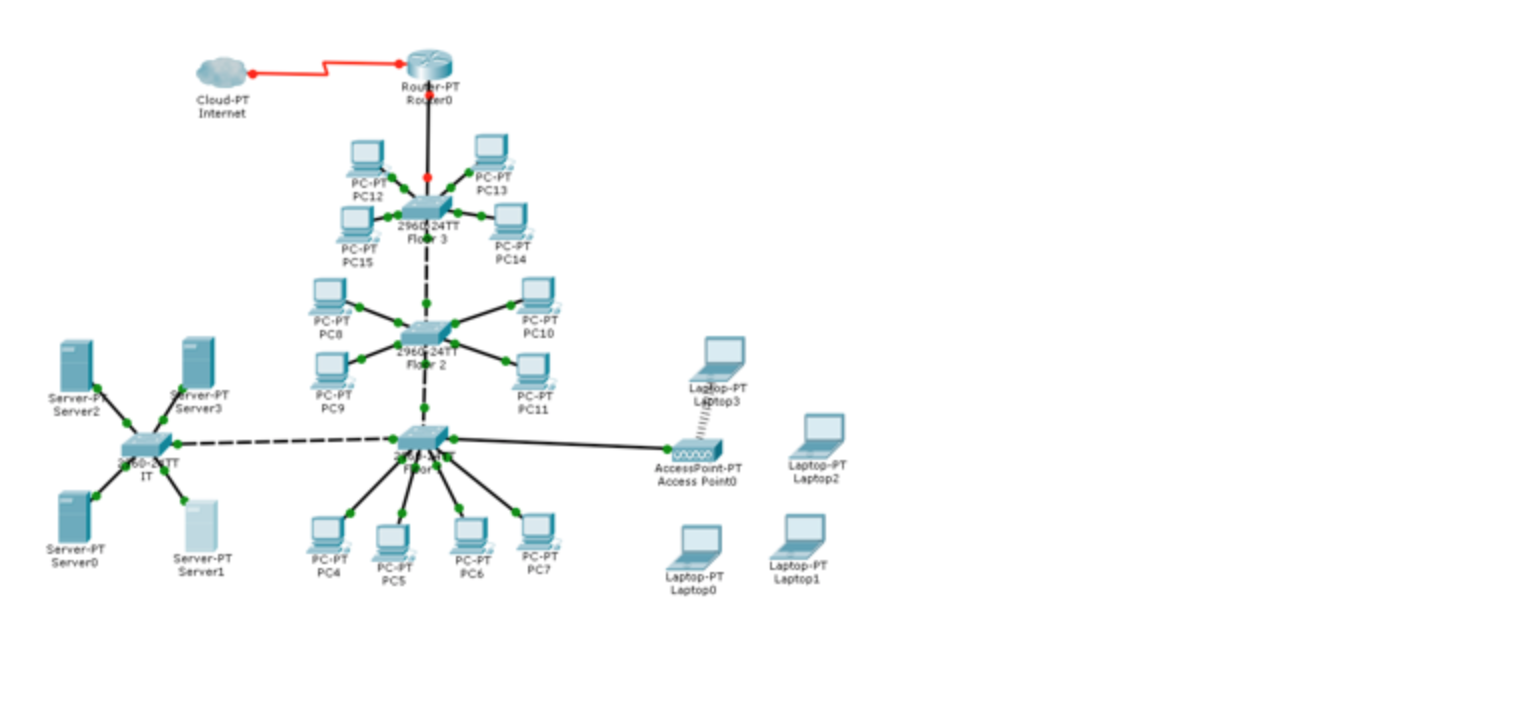 Cloud-PT
Internet
Router-PT
Router0
PC-PT
PC12
PC-PT
PC13
PC-PT
PC15
2960-24TT
Floor 3
PC-PT
PC14
PC-PT
PC8
PC-PT
PC10
2960-24TT
Floor 2
PC-PT
PC9
PC-PT
PC11
Server-PT
Server2
Server-PT
Server3
Laptop-PT
Laptop3
2960-24TT
IT
2960-24TT
Floor
AccessPoint-PT
Access Point0
Laptop-PT
Laptop2
Server-PT
Server0
Server-PT
Server1
PC-PT
PC4
PC-PT
PC5
PC-PT
PC6
PC-PT
PC7
Laptop-PT
Laptop0
Laptop-PT
Laptop1